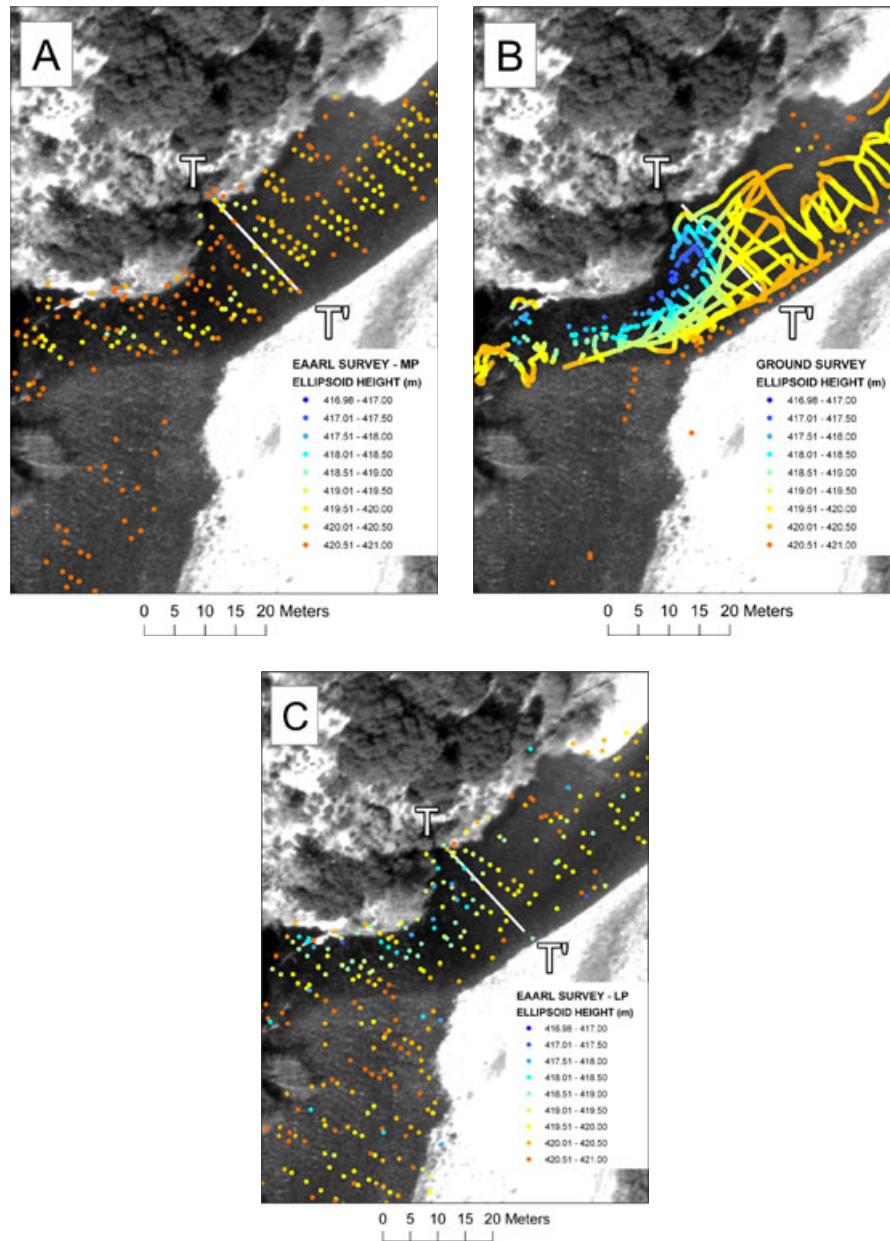 A
T
T'
EAARL SURVEY - MP
ELLIPSOID HEIGHT (m)
416.98 - 417.00
417.01 - 417.50
417.51 - 418.00
418.01 - 418.50
418.51 - 419.00
419.01 - 419.50
419.51 - 420.00
420.01 - 420.50
420.51 - 421.00
0 5 10 15 20 Meters
B
T
T'
GROUND SURVEY
ELLIPSOID HEIGHT (m)
416.98 - 417.00
417.01 - 417.50
417.51 - 418.00
418.01 - 418.50
418.51 - 419.00
419.01 - 419.50
419.51 - 420.00
420.01 - 420.50
420.51 - 421.00
0 5 10 15 20 Meters
C
T
T'
EAARL SURVEY - LP
ELLIPSOID HEIGHT (m)
416.98 - 417.00
417.01 - 417.50
417.51 - 418.00
418.01 - 418.50
418.51 - 419.00
419.01 - 419.50
419.51 - 420.00
420.01 - 420.50
420.51 - 421.00
0 5 10 15 20 Meters